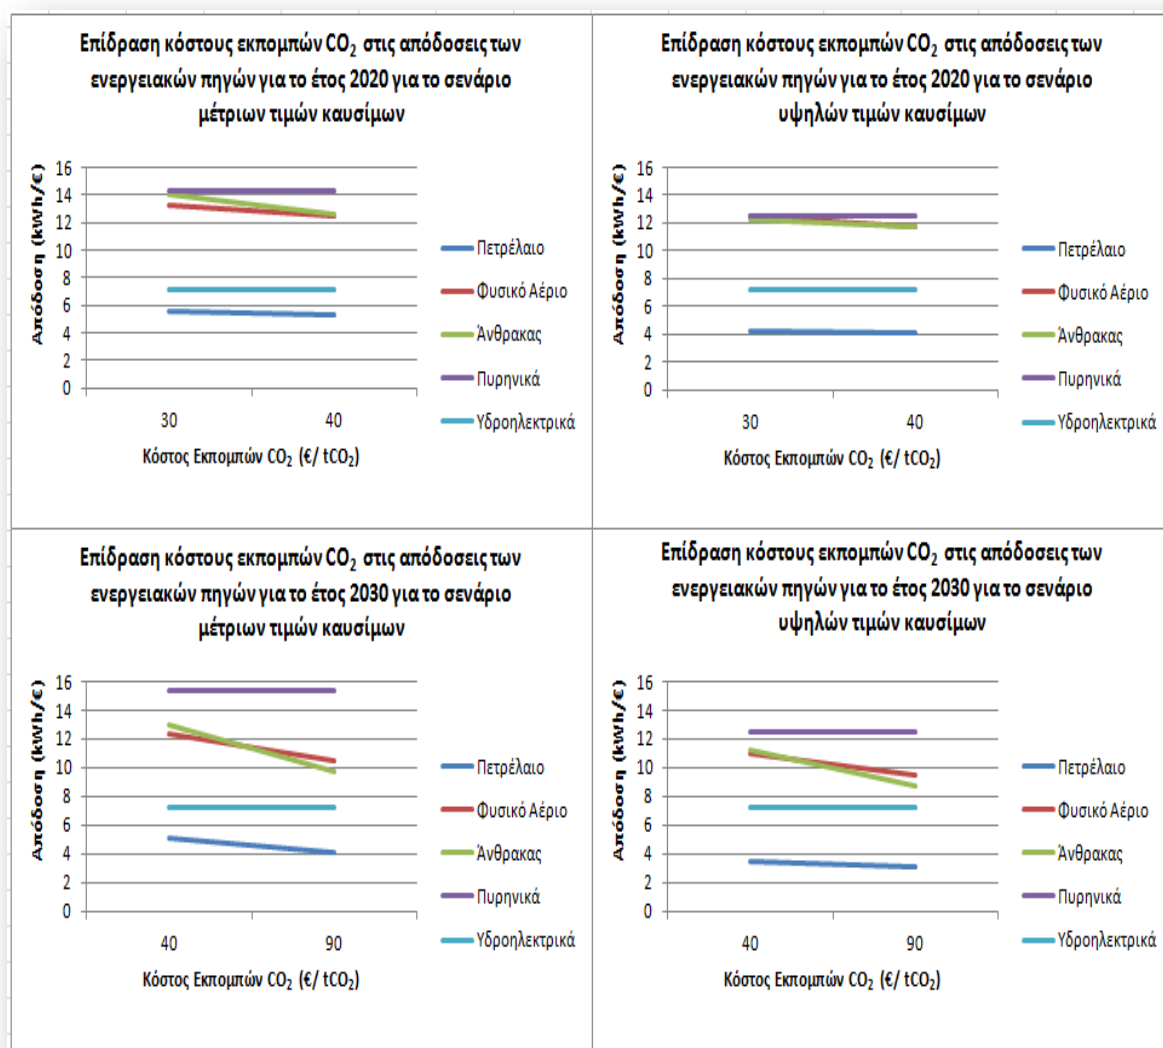 Επίδραση κόστους εκπομπών CO₂ στις απόδοσεις των
ενεργειακών πηγών για το έτος 2020 για το σενάριο
μέτριων τιμών καυσίμων
Απόδοση (kWh/€)
16
14
12
10
8
6
4
2
0
30
40
Κόστος Εκπομπών CO₂ (€/ tCO₂)
Πετρέλαιο
Φυσικό Αέριο
Άνθρακας
Πυρηνικά
Υδροηλεκτρικά
Επίδραση κόστους εκπομπών CO₂ στις απόδοσεις των
ενεργειακών πηγών για το έτος 2020 για το σενάριο
υψηλών τιμών καυσίμων
Απόδοση (kWh/€)
16
14
12
10
8
6
4
2
0
30
40
Κόστος Εκπομπών CO₂ (€/ tCO₂)
Πετρέλαιο
Φυσικό Αέριο
Άνθρακας
Πυρηνικά
Υδροηλεκτρικά
Επίδραση κόστους εκπομπών CO₂ στις απόδοσεις των
ενεργειακών πηγών για το έτος 2030 για το σενάριο
μέτριων τιμών καυσίμων
Απόδοση (kWh/€)
16
14
12
10
8
6
4
2
0
40
90
Κόστος Εκπομπών CO₂ (€/ tCO₂)
Πετρέλαιο
Φυσικό Αέριο
Άνθρακας
Πυρηνικά
Υδροηλεκτρικά
Επίδραση κόστους εκπομπών CO₂ στις απόδοσεις των
ενεργειακών πηγών για το έτος 2030 για το σενάριο
υψηλών τιμών καυσίμων
Απόδοση (kWh/€)
16
14
12
10
8
6
4
2
0
40
90
Κόστος Εκπομπών CO₂ (€/ tCO₂)
Πετρέλαιο
Φυσικό Αέριο
Άνθρακας
Πυρηνικά
Υδροηλεκτρικά